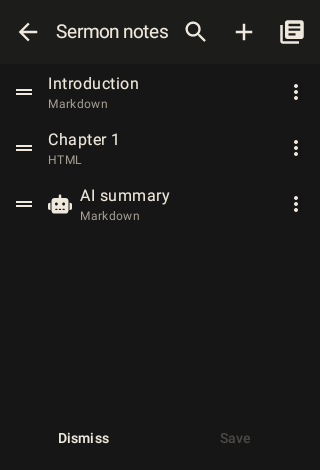 Sermon notes
Introduction
Markdown
Chapter 1
HTML
AI summary
Markdown
Dismiss
Save